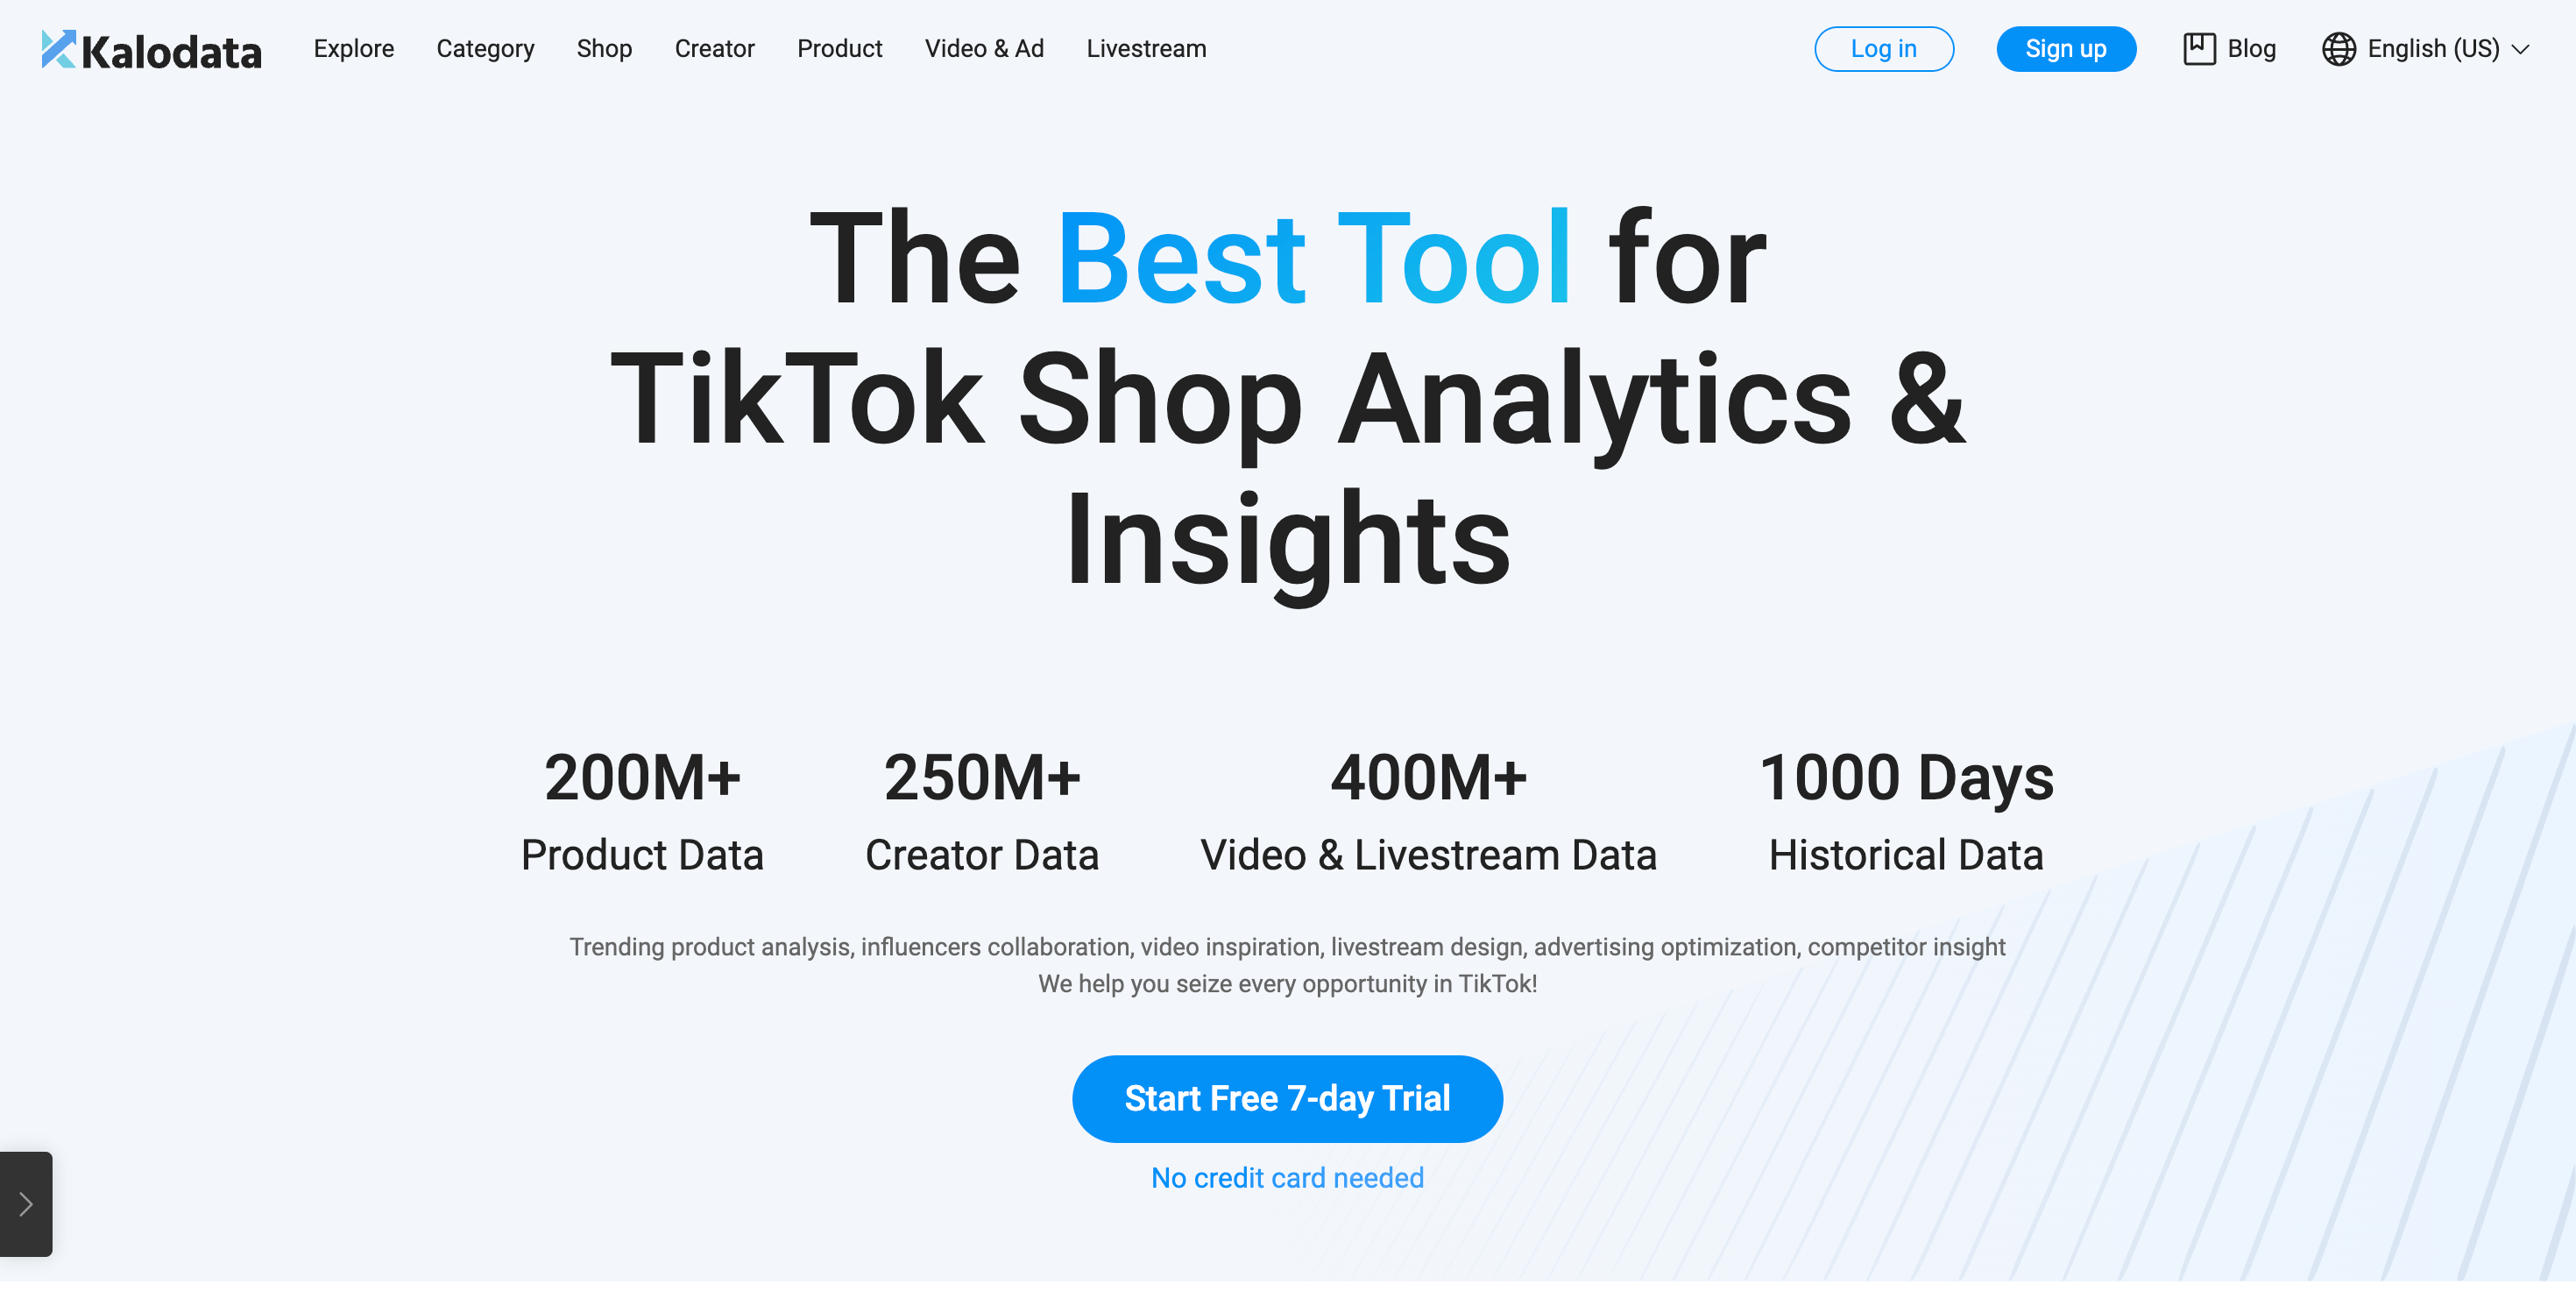 Kalodata Explore Category Shop Creator Product Video & Ad Livestream Log in Sign up Blog English (US)
The Best Tool for
TikTok Shop Analytics &
Insights
200M+ 250M+ 400M+ 1000 Days
Product Data Creator Data Video & Livestream Data Historical Data
Trending product analysis, influencers collaboration, video inspiration, livestream design, advertising optimization, competitor insight
We help you seize every opportunity in TikTok!
Start Free 7-day Trial
No credit card needed